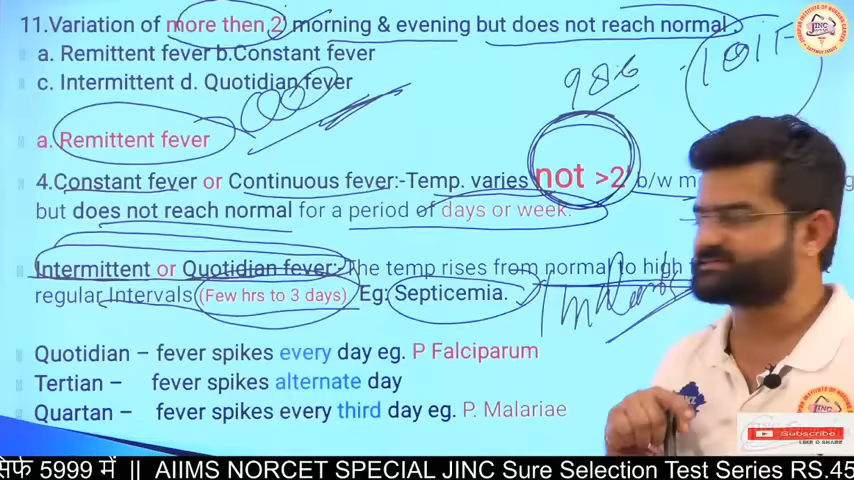 11.Variation of more then 2' morning & evening but does not reach normal.
a. Remittent fever b.Constant fever
c. Intermittent d. Quotidian fever
98.6
101F
a. Remittent fever
4.Constant fever or Continuous fever:-Temp. varies not >2' b/w m
but does not reach normal for a period of days or week.
Intermittent or Quotidian fever:-The temp rises from normal to high
regular Intervals (Few hrs to 3 days) Eg: Septicemia.
Quotidian – fever spikes every day eg. P Falciparum
Tertian – fever spikes alternate day
Quartan – fever spikes every third day eg. P. Malariae
JINC
Subscribe
LIKE & SHARE
सिर्फ 5999 में || AIIMS NORCET SPECIAL JINC Sure Selection Test Series RS.45